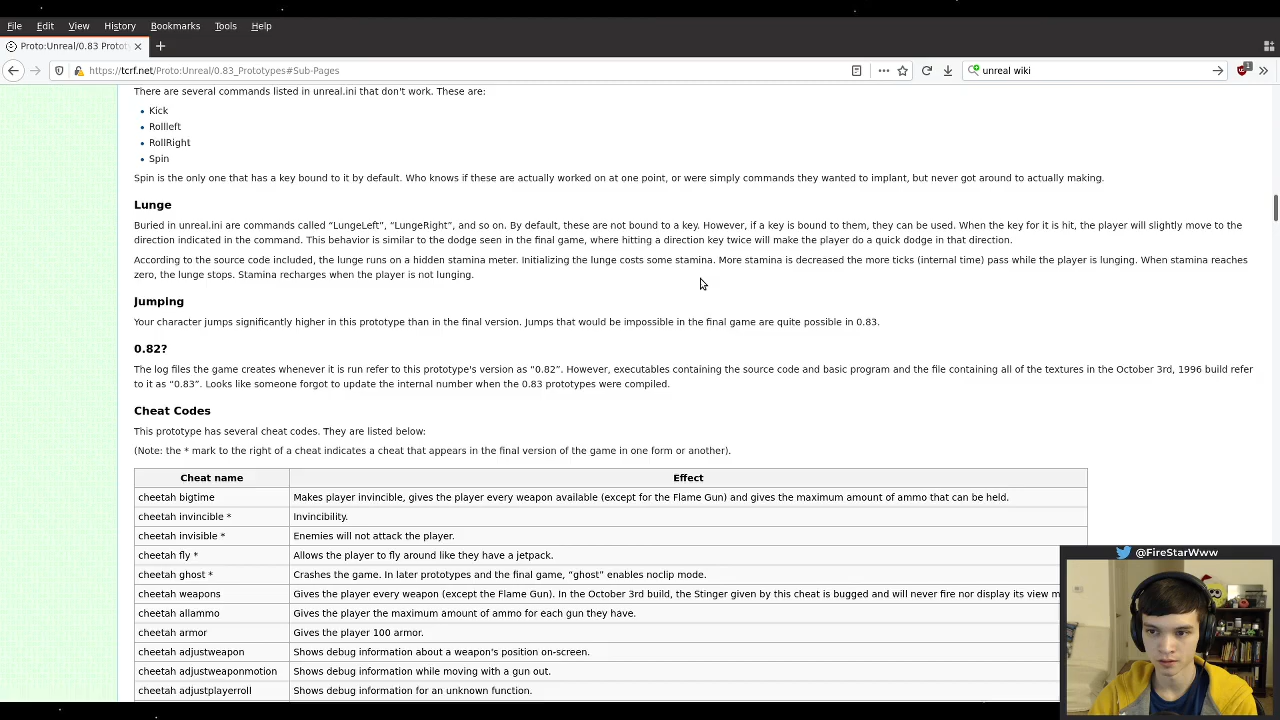 File Edit View History Bookmarks Tools Help
Proto:Unreal/0.83 Protot
https://tcrf.net/Proto:Unreal/0.83_Prototypes#Sub-Pages
unreal wiki
1
There are several commands listed in unreal.ini that don't work. These are:
• Kick
• Rollleft
• RollRight
• Spin
Spin is the only one that has a key bound to it by default. Who knows if these are actually worked on at one point, or were simply commands they wanted to implant, but never got around to actually making.
Lunge
Buried in unreal.ini are commands called “LungeLeft”, “LungeRight”, and so on. By default, these are not bound to a key. However, if a key is bound to them, they can be used. When the key for it is hit, the player will slightly move to the
direction indicated in the command. This behavior is similar to the dodge seen in the final game, where hitting a direction key twice will make the player do a quick dodge in that direction.
According to the source code included, the lunge runs on a hidden stamina meter. Initializing the lunge costs some stamina. More stamina is decreased the more ticks (internal time) pass while the player is lunging. When stamina reaches
zero, the lunge stops. Stamina recharges when the player is not lunging.
Jumping
Your character jumps significantly higher in this prototype than in the final version. Jumps that would be impossible in the final game are quite possible in 0.83.
0.82?
The log files the game creates whenever it is run refer to this prototype's version as “0.82”. However, executables containing the source code and basic program and the file containing all of the textures in the October 3rd, 1996 build refer
to it as “0.83”. Looks like someone forgot to update the internal number when the 0.83 prototypes were compiled.
Cheat Codes
This prototype has several cheat codes. They are listed below:
(Note: the * mark to the right of a cheat indicates a cheat that appears in the final version of the game in one form or another).
Cheat name Effect
cheetah bigtime Makes player invincible, gives the player every weapon available (except for the Flame Gun) and gives the maximum amount of ammo that can be held.
cheetah invincible * Invincibility.
cheetah invisible * Enemies will not attack the player.
cheetah fly * Allows the player to fly around like they have a jetpack.
cheetah ghost * Crashes the game. In later prototypes and the final game, “ghost” enables noclip mode.
cheetah weapons Gives the player every weapon (except the Flame Gun). In the October 3rd build, the Stinger given by this cheat is bugged and will never fire nor display its view m
cheetah allammo Gives the player the maximum amount of ammo for each gun they have.
cheetah armor Gives the player 100 armor.
cheetah adjustweapon Shows debug information about a weapon's position on-screen.
cheetah adjustweaponmotion Shows debug information while moving with a gun out.
cheetah adjustplayerroll Shows debug information for an unknown function.
@FireStarWww